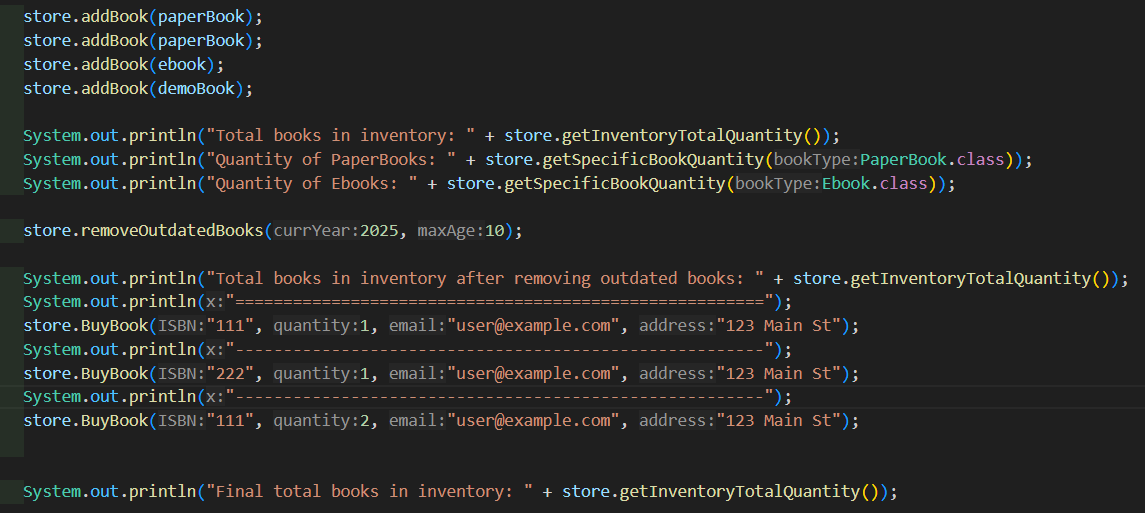 store.addBook(paperBook);
store.addBook(paperBook);
store.addBook(ebook);
store.addBook(demoBook);
System.out.println("Total books in inventory: " + store.getInventoryTotalQuantity());
System.out.println("Quantity of PaperBooks: " + store.getSpecificBookQuantity(bookType:PaperBook.class));
System.out.println("Quantity of Ebooks: " + store.getSpecificBookQuantity(bookType:Ebook.class));
store.removeOutdatedBooks(currYear:2025, maxAge:10);
System.out.println("Total books in inventory after removing outdated books: " + store.getInventoryTotalQuantity());
System.out.println(x:"=======================================================");
store.BuyBook(ISBN:"111", quantity:1, email:"user@example.com", address:"123 Main St");
System.out.println(x:"-------------------------------------------------------");
store.BuyBook(ISBN:"222", quantity:1, email:"user@example.com", address:"123 Main St");
System.out.println(x:"-------------------------------------------------------");
store.BuyBook(ISBN:"111", quantity:2, email:"user@example.com", address:"123 Main St");
System.out.println("Final total books in inventory: " + store.getInventoryTotalQuantity());